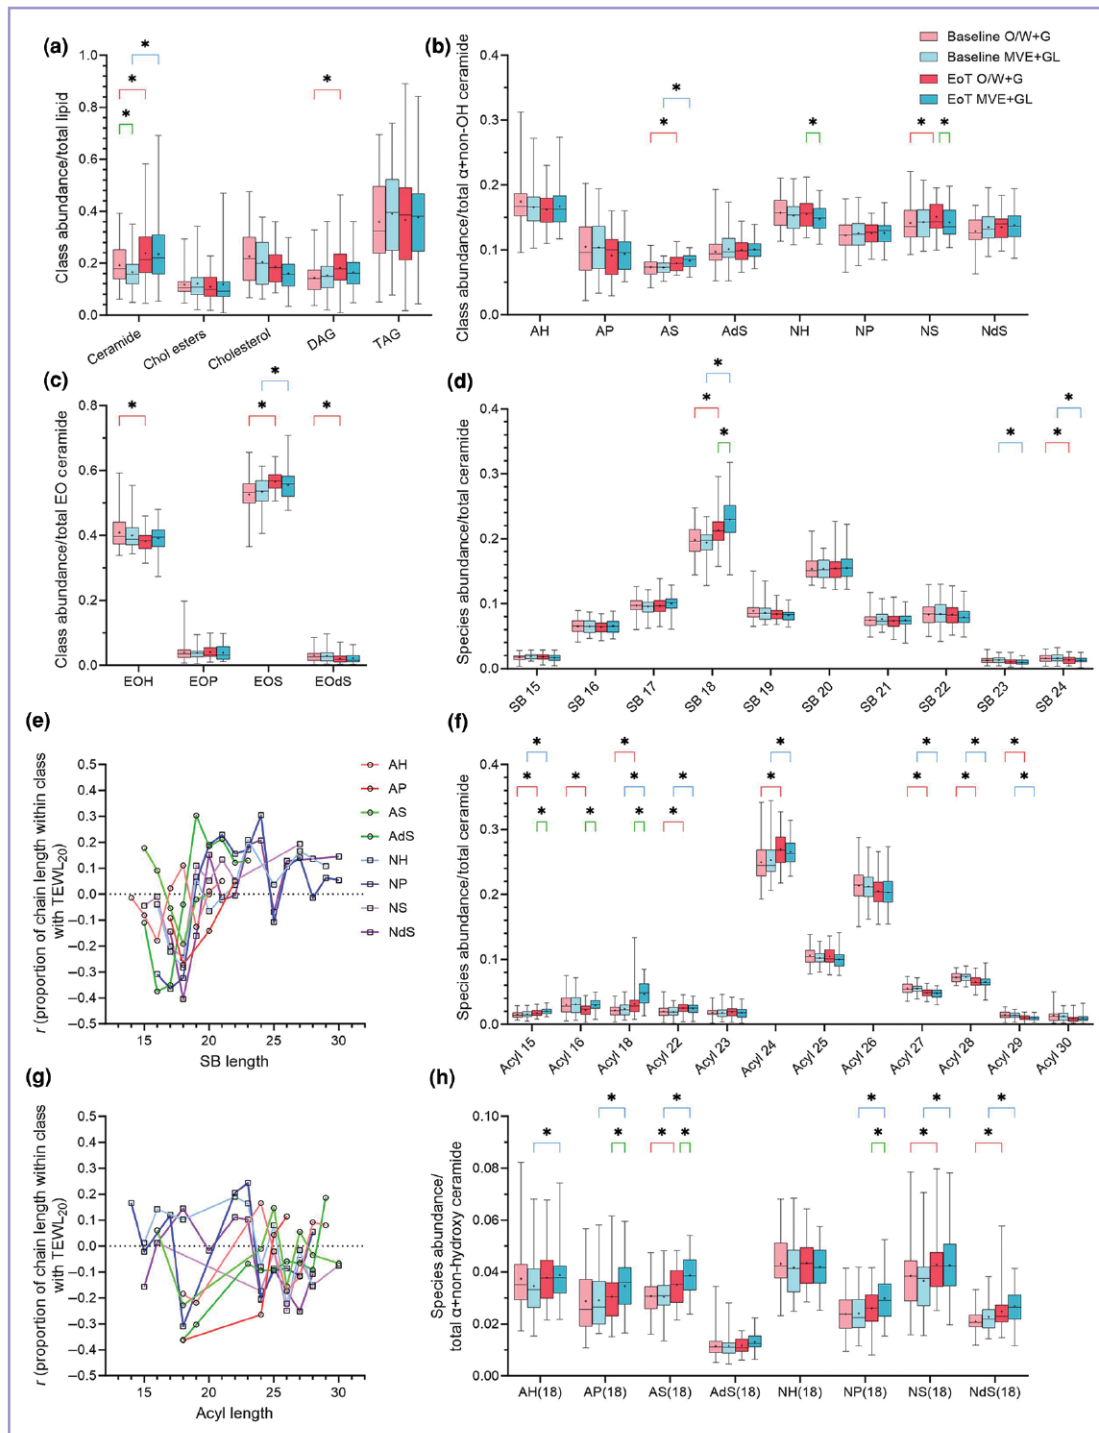 (a)
Class abundance/total lipid
1.0
0.8
0.6
0.4
0.2
0.0
* * * *
Ceramide
Chol esters
Cholesterol
DAG
TAG
(b)
Class abundance/total α+non-OH ceramide
0.4
0.3
0.2
0.1
0.0
* * * * *
AH AP AS AdS NH NP NS NdS
Baseline O/W+G
Baseline MVE+GL
EoT O/W+G
EoT MVE+GL
(c)
Class abundance/total EO ceramide
0.8
0.6
0.4
0.2
0.0
* * * *
EOH EOP EOS EOdS
(d)
Species abundance/total ceramide
0.4
0.3
0.2
0.1
0.0
* * * * * *
SB 15
SB 16
SB 17
SB 18
SB 19
SB 20
SB 21
SB 22
SB 23
SB 24
(e)
r (proportion of chain length within class
with TEWL20)
0.5
0.4
0.3
0.2
0.1
0.0
−0.1
−0.2
−0.3
−0.4
−0.5
15 20 25 30
SB length
AH
AP
AS
AdS
NH
NP
NS
NdS
(f)
Species abundance/total ceramide
0.4
0.3
0.2
0.1
0.0
* * * * * * * * * * * * * * * * * *
Acyl 15
Acyl 16
Acyl 18
Acyl 22
Acyl 23
Acyl 24
Acyl 25
Acyl 26
Acyl 27
Acyl 28
Acyl 29
Acyl 30
(g)
r (proportion of chain length within class
with TEWL20)
0.5
0.4
0.3
0.2
0.1
0.0
−0.1
−0.2
−0.3
−0.4
−0.5
15 20 25 30
Acyl length
(h)
Species abundance/
total α+non-hydroxy ceramide
0.10
0.08
0.06
0.04
0.02
0.00
* * * * * * * * * * * *
AH(18) AP(18) AS(18) AdS(18) NH(18) NP(18) NS(18) NdS(18)